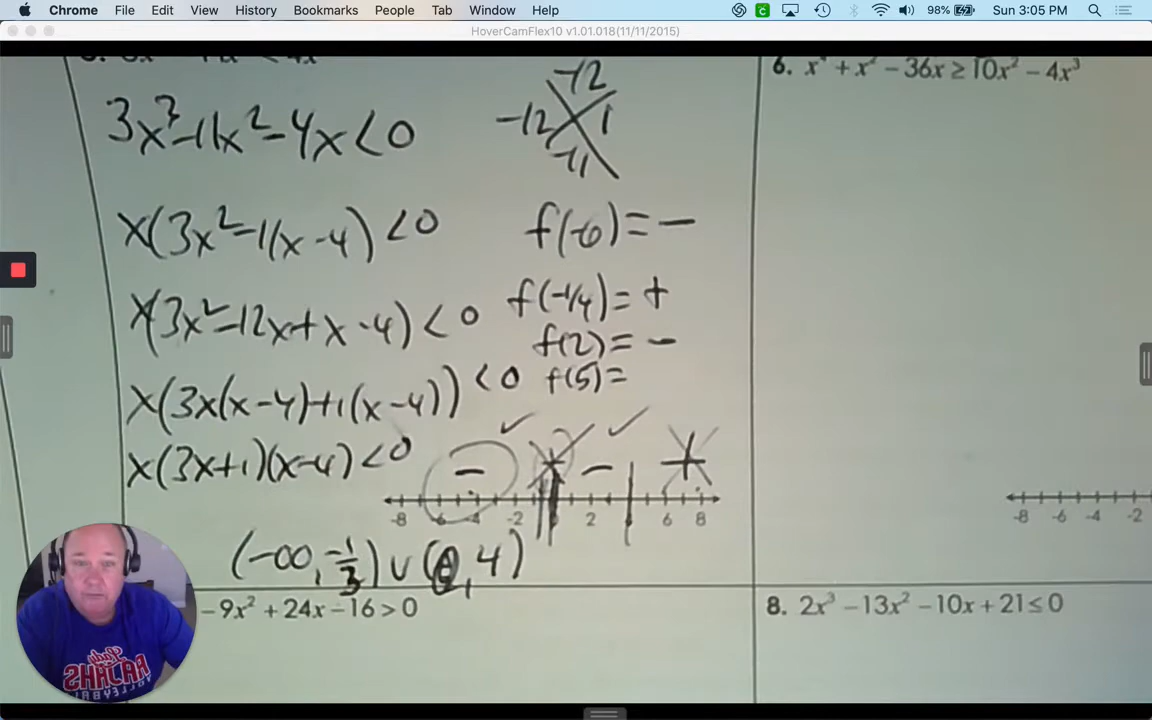 Chrome File Edit View History Bookmarks People Tab Window Help 98% Sun 3:05 PM
HoverCamFlex10 v1.01.018(11/11/2015)
3x³-11x²-4x<0
-12
-12 1
-11
x(3x²-11x-4)<0
f(-6)= -
x(3x²-12x+x-4)<0
f(-1/4)= +
f(2)= -
x(3x(x-4)+1(x-4))<0
f(5)=
x(3x+1)(x-4)<0
- + - +
-8 -6 -4 -2 2 6 8
(-∞,-1/3)∪(0,4)
- 9x² + 24x - 16 > 0
6. + x² - 36x ≥ 10x² - 4x³
-8 -6 -4 -2
8. 2x³ - 13x² - 10x + 21 ≤ 0